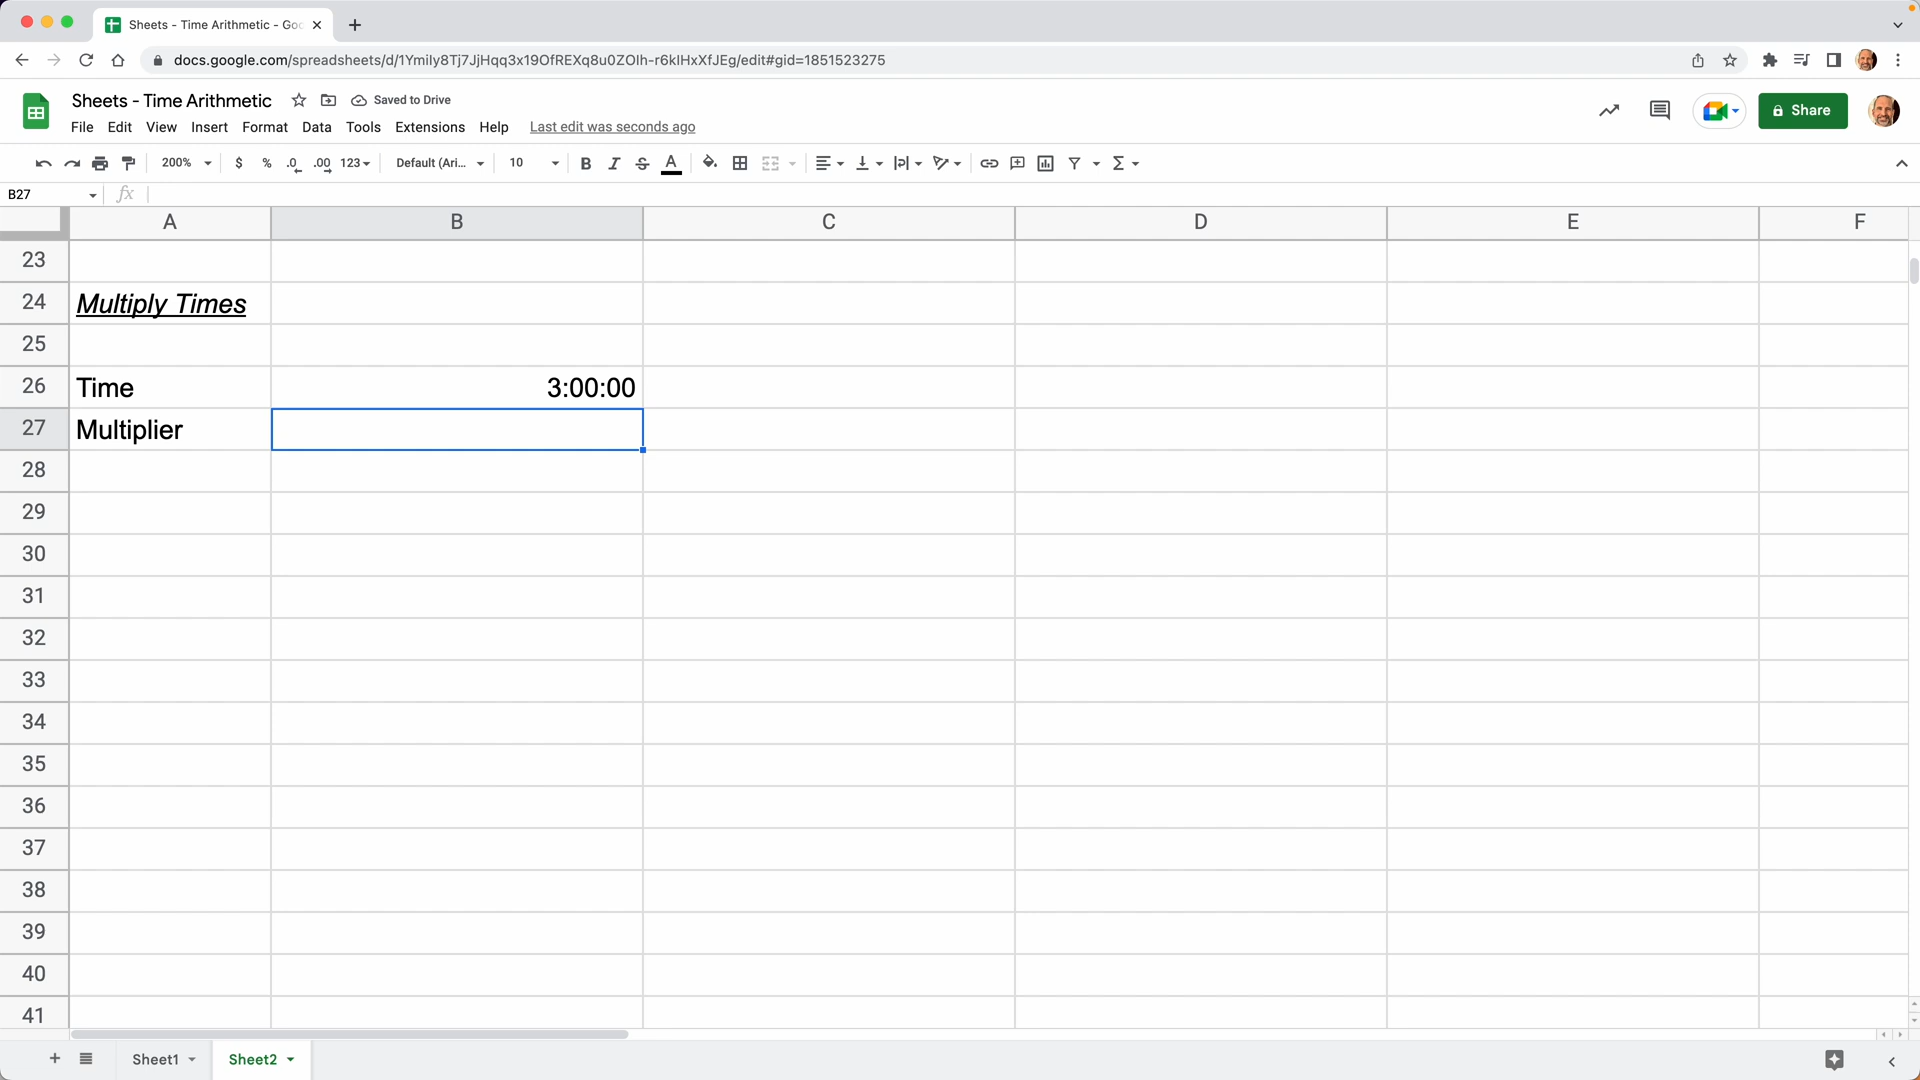 Sheets - Time Arithmetic - Goo
docs.google.com/spreadsheets/d/1YmiIy8Tj7JjHqq3x19OfREXq8u0ZOIh-r6kIHxXfJEg/edit#gid=1851523275
Sheets - Time Arithmetic
Saved to Drive
Share
File Edit View Insert Format Data Tools Extensions Help Last edit was seconds ago
200% $ % .0 .00 123 Default (Ari... 10 B I S A
B27 fx
A B C D E F
23
24 Multiply Times
25
26 Time 3:00:00
27 Multiplier
28
29
30
31
32
33
34
35
36
37
38
39
40
41
Sheet1 Sheet2